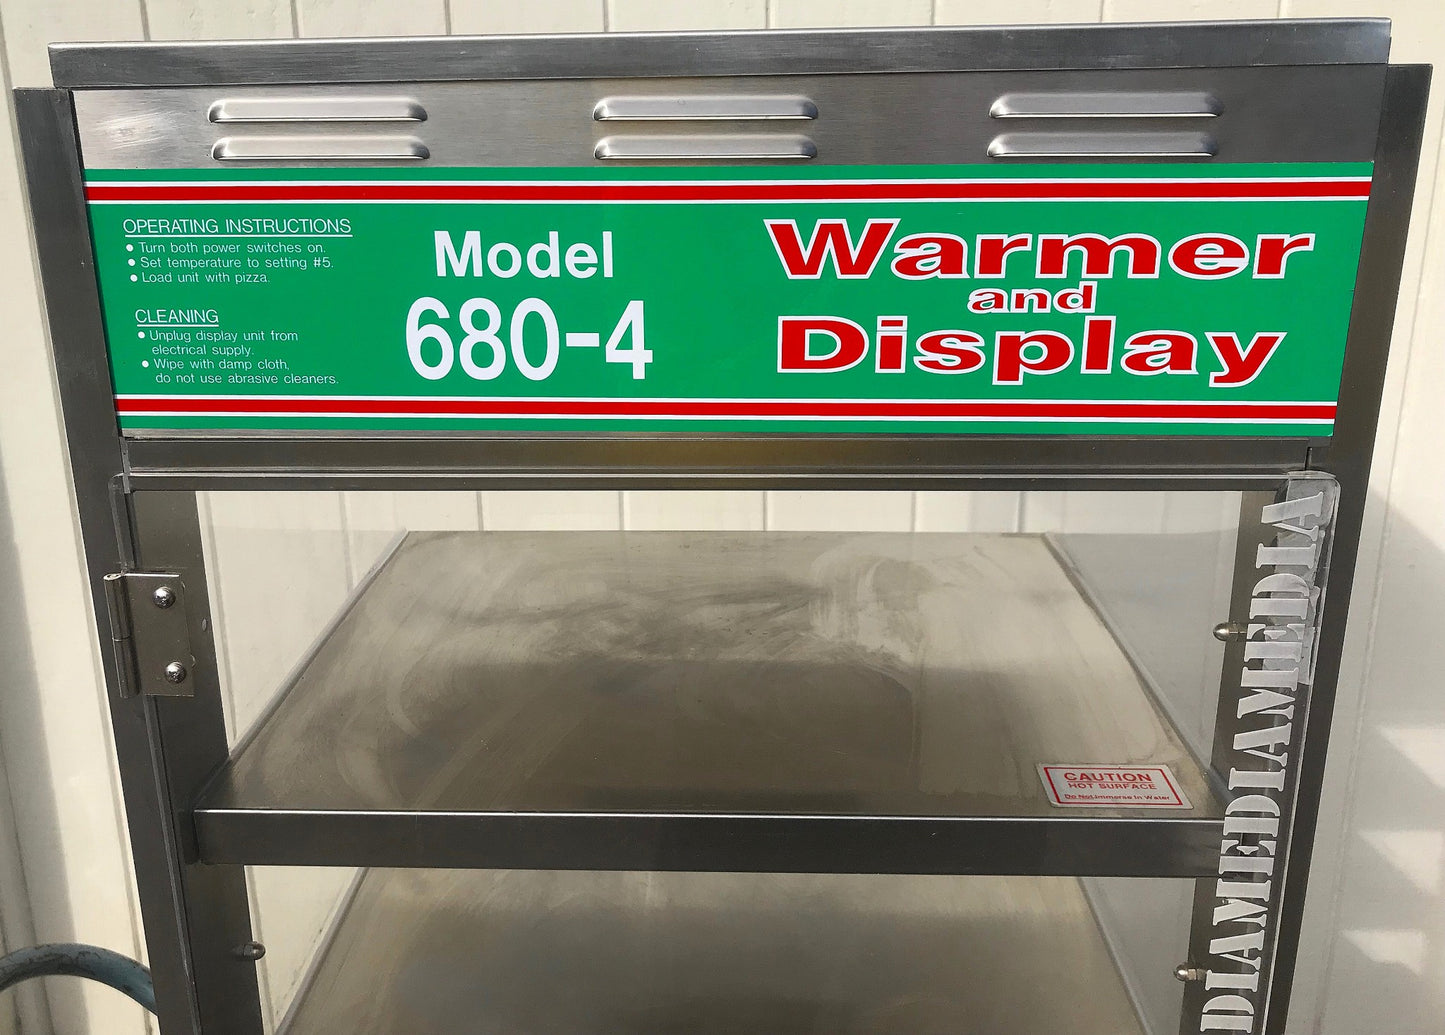 OPERATING INSTRUCTIONS
• Turn both power switches on.
• Set temperature to setting #5.
• Load unit with pizza.
CLEANING
• Unplug display unit from
electrical supply.
• Wipe with damp cloth,
do not use abrasive cleaners.
Model
680-4
Warmer
and
Display
CAUTION
HOT SURFACE
Do Not Immerse In Water
DIAMEDIAMEDIAMEDIA